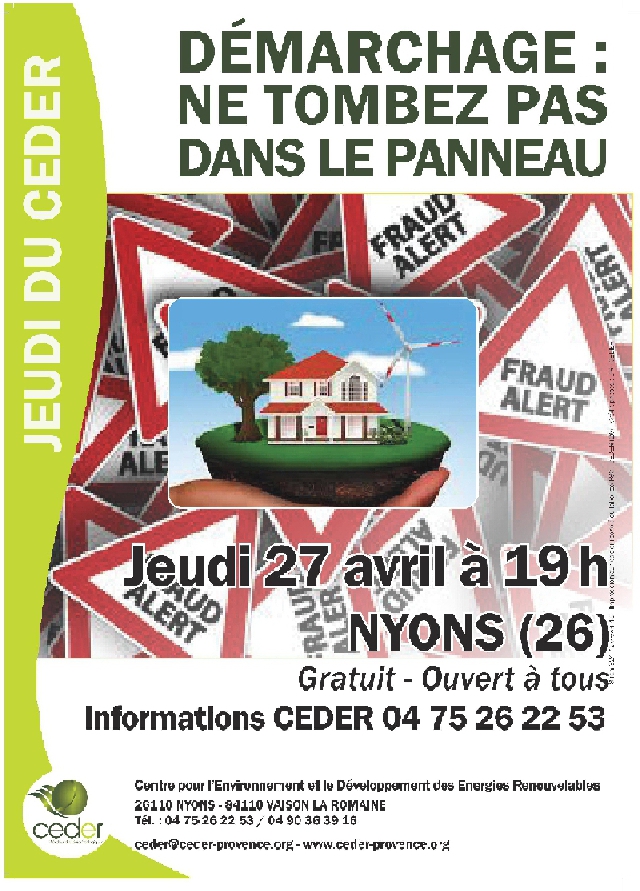 JEUDI DU CEDER
DÉMARCHAGE :
NE TOMBEZ PAS
DANS LE PANNEAU
FRAUD
ALERT
FRAUD
ALERT
FRAUD
ALERT
Jeudi 27 avril à 19 h
NYONS (26)
Gratuit - Ouvert à tous
Informations CEDER 04 75 26 22 53
Centre pour l'Environnement et le Développement des Energies Renouvelables
26110 NYONS - 84110 VAISON LA ROMAINE
Tél. : 04 75 26 22 53 / 04 90 36 39 16
ceder@ceder-provence.org - www.ceder-provence.org
ceder